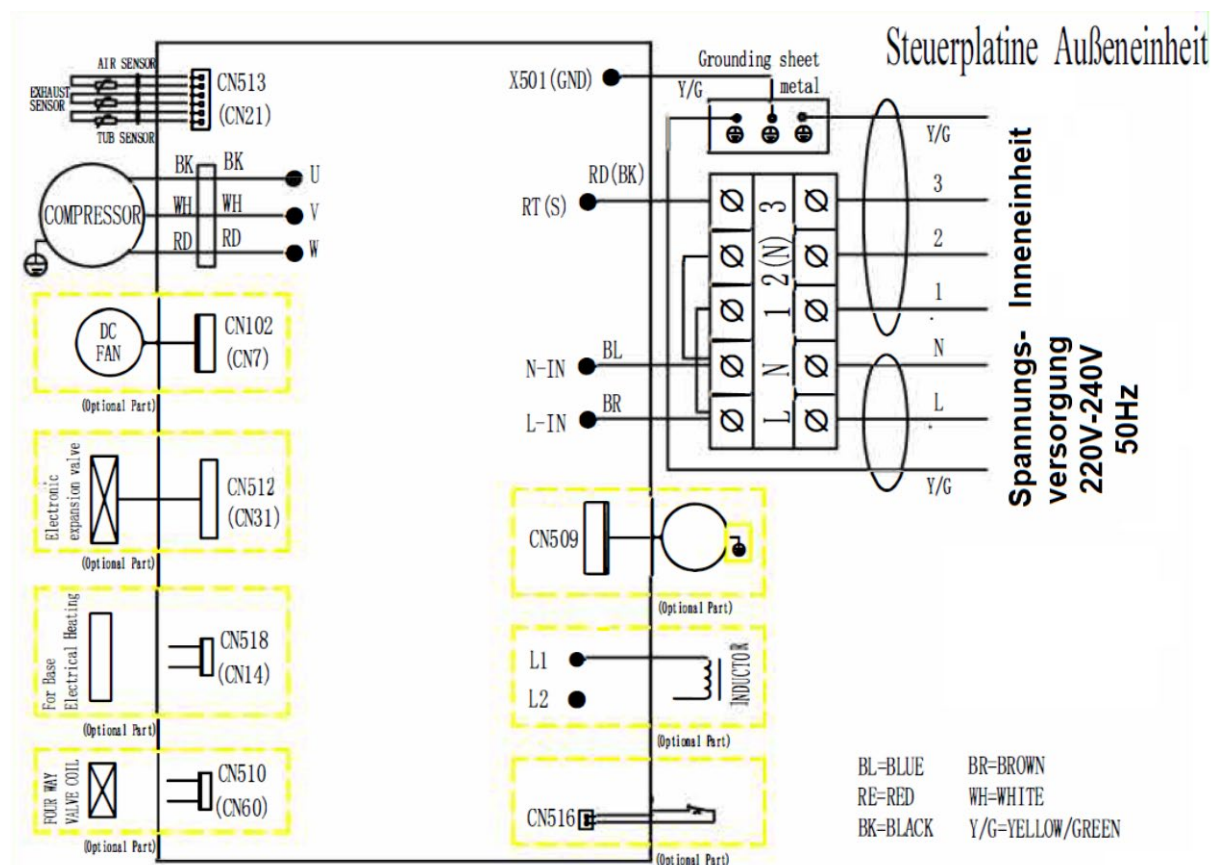 Steuerplatine Außeneinheit
AIR SENSOR
EXHAUST
SENSOR
TUB SENSOR
CN513
(CN21)
X501(GND)
Grounding sheet
metal
Y/G
Y/G
BK
BK
U
WH
WH
V
RD
RD
W
COMPRESSOR
RD(BK)
RT(S)
3
2(N)
1
N
L
3
2
1
N
L
Y/G
Inneneinheit
Spannungs-
versorgung
220V-240V
50Hz
N-IN
BL
L-IN
BR
DC
FAN
CN102
(CN7)
(Optional Part)
Electronic
expansion valve
CN512
(CN31)
(Optional Part)
For Base
Electrical Heating
CN518
(CN14)
(Optional Part)
FOUR WAY
VALVE COIL
CN510
(CN60)
(Optional Part)
CN509
(Optional Part)
L1
L2
INDUCTOR
(Optional Part)
CN516
(Optional Part)
BL=BLUE BR=BROWN
RE=RED WH=WHITE
BK=BLACK Y/G=YELLOW/GREEN